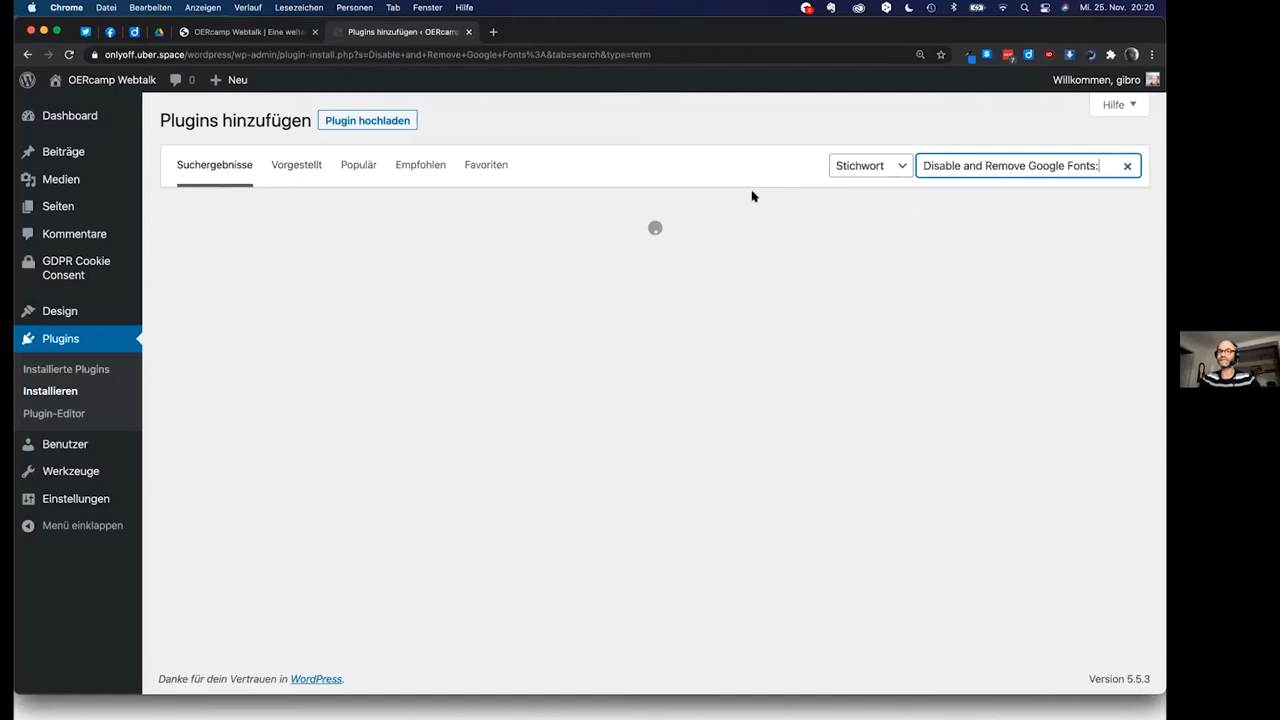 Chrome Datei Bearbeiten Anzeigen Verlauf Lesezeichen Personen Tab Fenster Hilfe Mi. 25. Nov. 20:20
OERcamp Webtalk | Eine weite Plugins hinzufügen ‹ OERcamp
onlyoff.uber.space/wordpress/wp-admin/plugin-install.php?s=Disable+and+Remove+Google+Fonts%3A&tab=search&type=term
OERcamp Webtalk 0 Neu Willkommen, gibro
Hilfe
Plugins hinzufügen Plugin hochladen
Suchergebnisse Vorgestellt Populär Empfohlen Favoriten Stichwort Disable and Remove Google Fonts:
Dashboard
Beiträge
Medien
Seiten
Kommentare
GDPR Cookie
Consent
Design
Plugins
Installierte Plugins
Installieren
Plugin-Editor
Benutzer
Werkzeuge
Einstellungen
Menü einklappen
Danke für dein Vertrauen in WordPress. Version 5.5.3